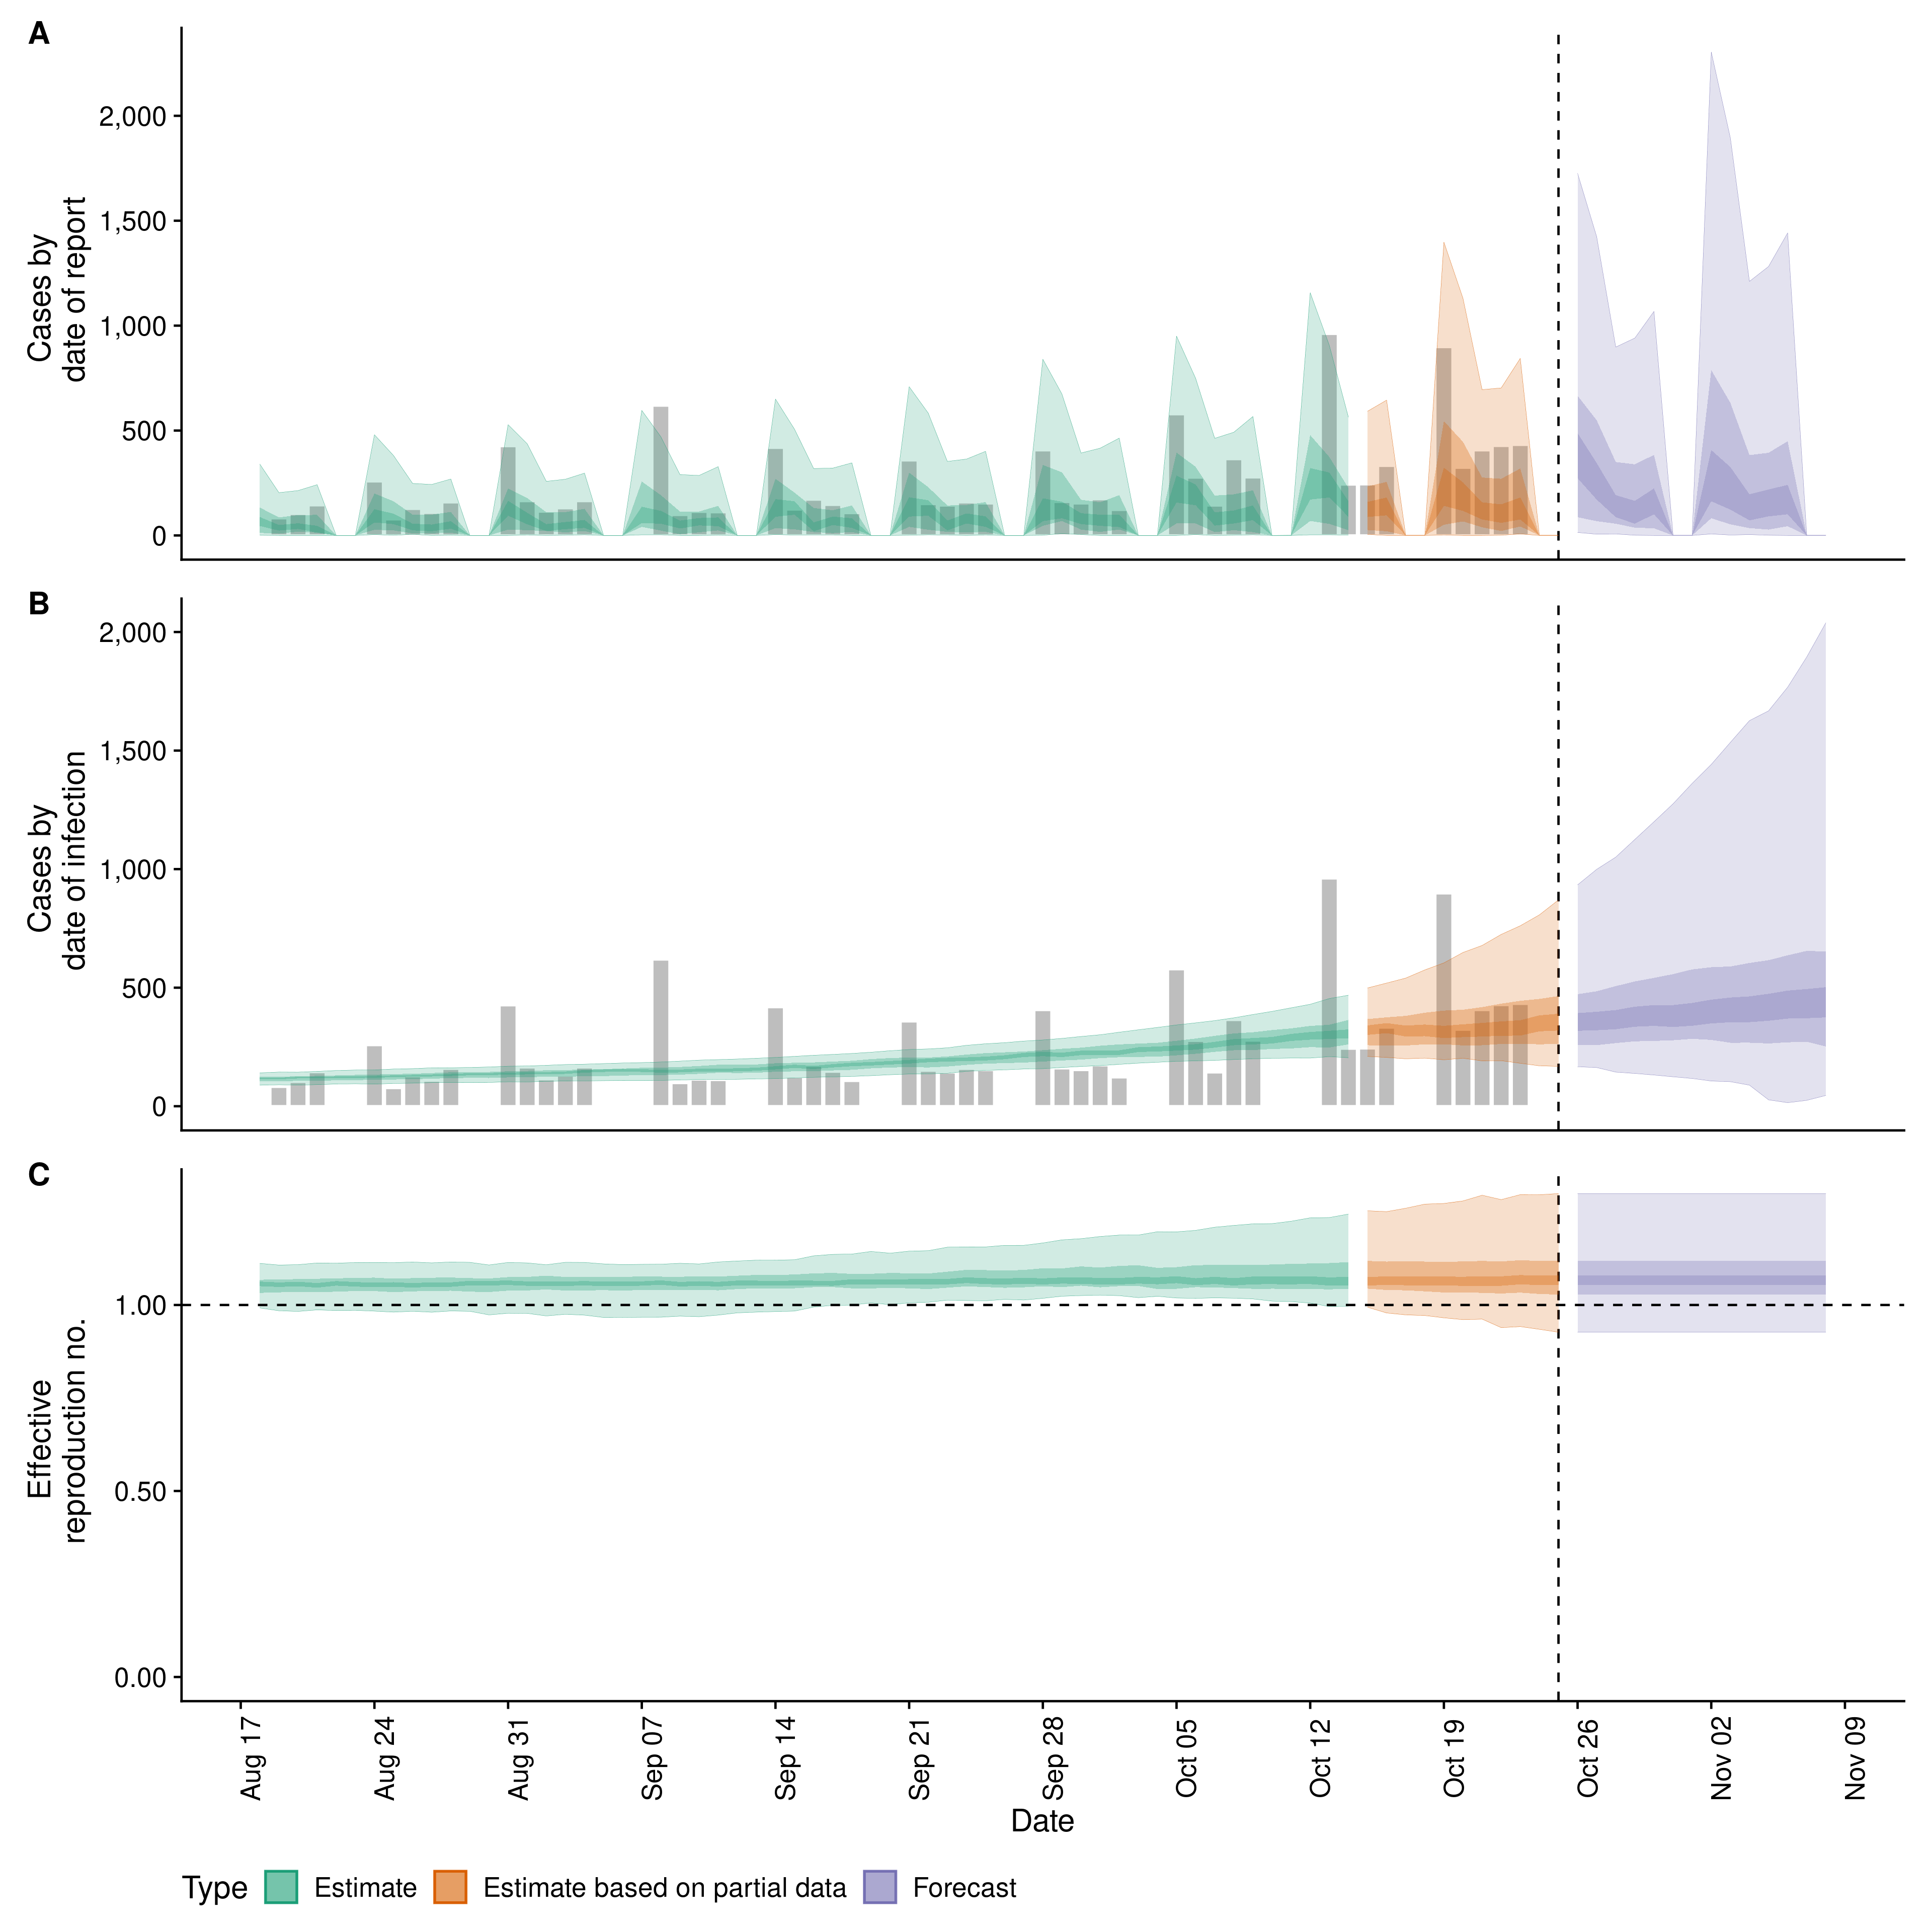 A
Cases by
date of report
2,000
1,500
1,000
500
0
B
Cases by
date of infection
2,000
1,500
1,000
500
0
C
Effective
reproduction no.
1.00
0.50
0.00
Aug 17
Aug 24
Aug 31
Sep 07
Sep 14
Sep 21
Sep 28
Oct 05
Oct 12
Oct 19
Oct 26
Nov 02
Nov 09
Date
Type Estimate Estimate based on partial data Forecast